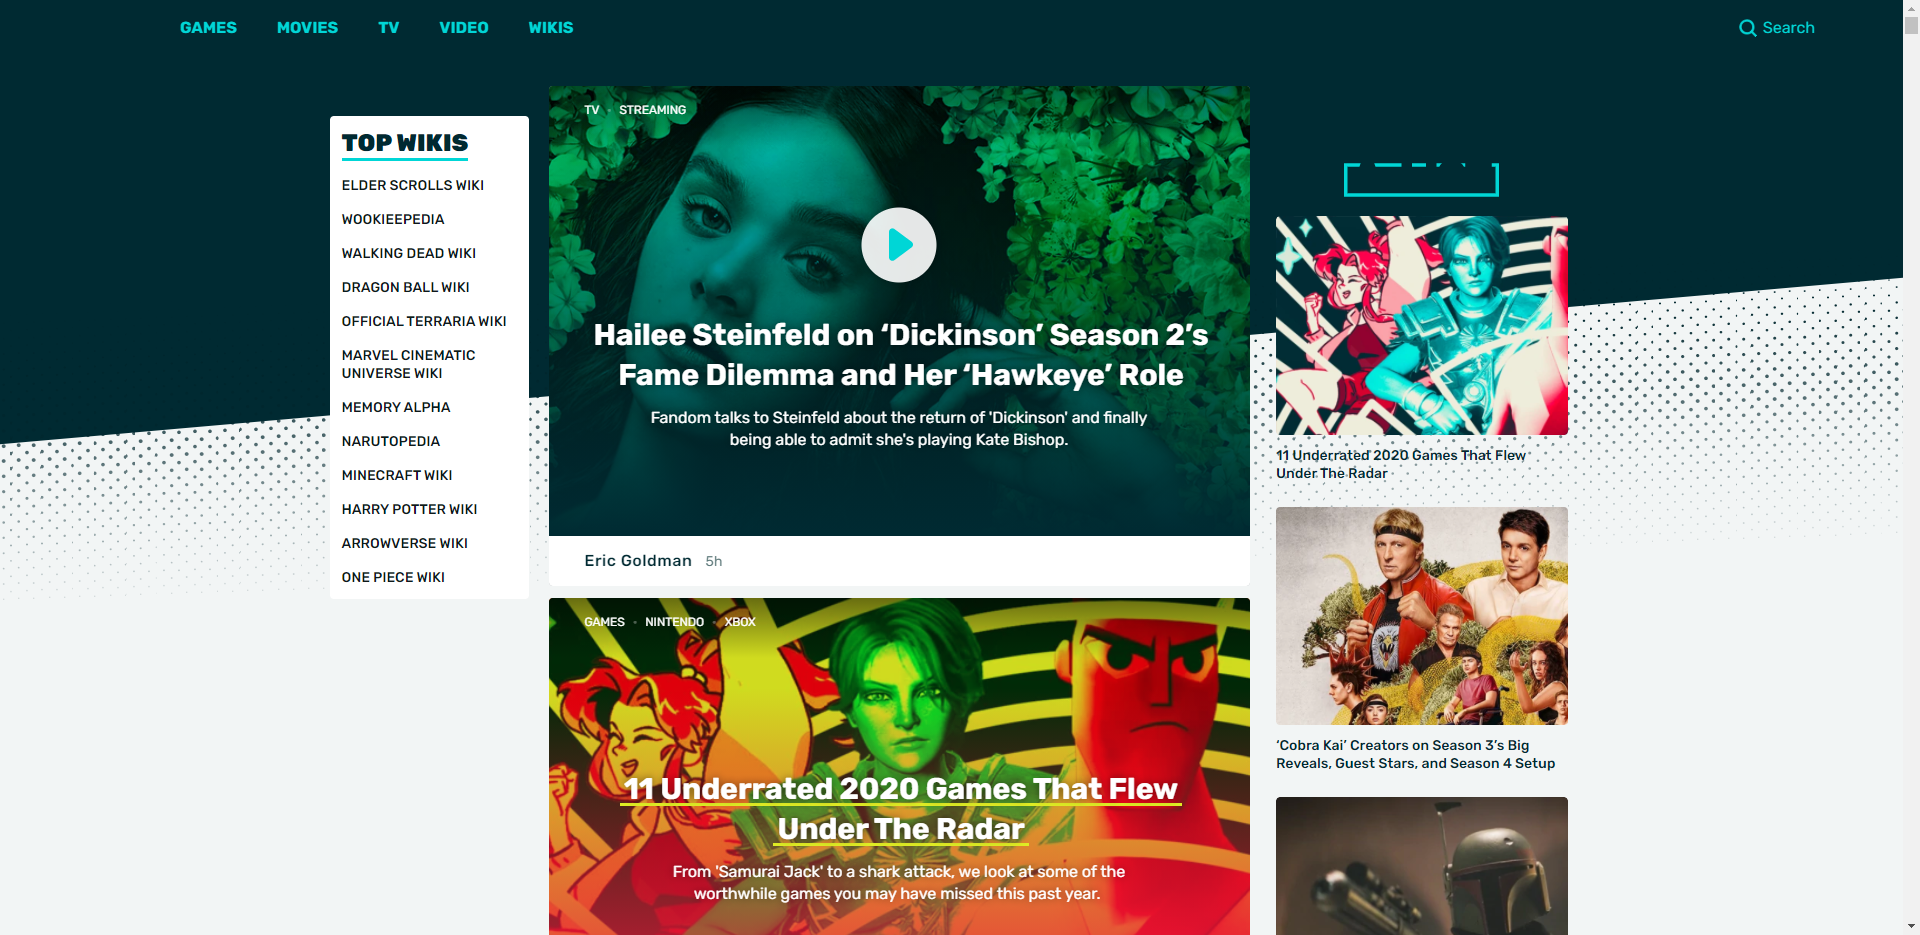 GAMES MOVIES TV VIDEO WIKIS
Search
TOP WIKIS
ELDER SCROLLS WIKI
WOOKIEEPEDIA
WALKING DEAD WIKI
DRAGON BALL WIKI
OFFICIAL TERRARIA WIKI
MARVEL CINEMATIC
UNIVERSE WIKI
MEMORY ALPHA
NARUTOPEDIA
MINECRAFT WIKI
HARRY POTTER WIKI
ARROWVERSE WIKI
ONE PIECE WIKI
TV • STREAMING
Hailee Steinfeld on ‘Dickinson’ Season 2’s
Fame Dilemma and Her ‘Hawkeye’ Role
Fandom talks to Steinfeld about the return of 'Dickinson' and finally
being able to admit she's playing Kate Bishop.
Eric Goldman 5h
GAMES • NINTENDO • XBOX
11 Underrated 2020 Games That Flew
Under The Radar
From 'Samurai Jack' to a shark attack, we look at some of the
worthwhile games you may have missed this past year.
11 Underrated 2020 Games That Flew
Under The Radar
‘Cobra Kai’ Creators on Season 3’s Big
Reveals, Guest Stars, and Season 4 Setup